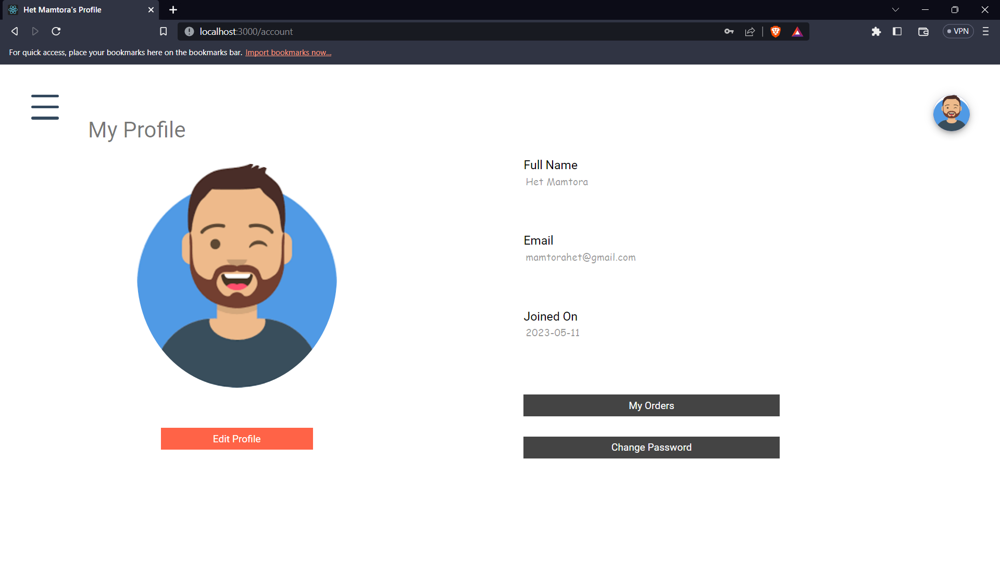 Het Mamtora's Profile
localhost:3000/account
VPN
For quick access, place your bookmarks here on the bookmarks bar. Import bookmarks now...
My Profile
Full Name
Het Mamtora
Email
mamtorahet@gmail.com
Joined On
2023-05-11
My Orders
Edit Profile
Change Password